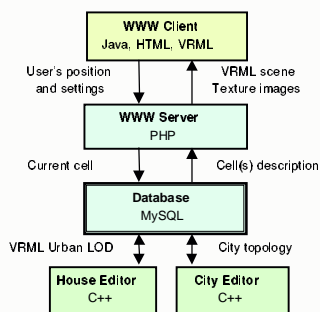 WWW Client
Java, HTML, VRML
User's position
and settings
VRML scene
Texture images
WWW Server
PHP
Current cell
Cell(s) description
Database
MySQL
VRML Urban LOD
City topology
House Editor
C++
City Editor
C++